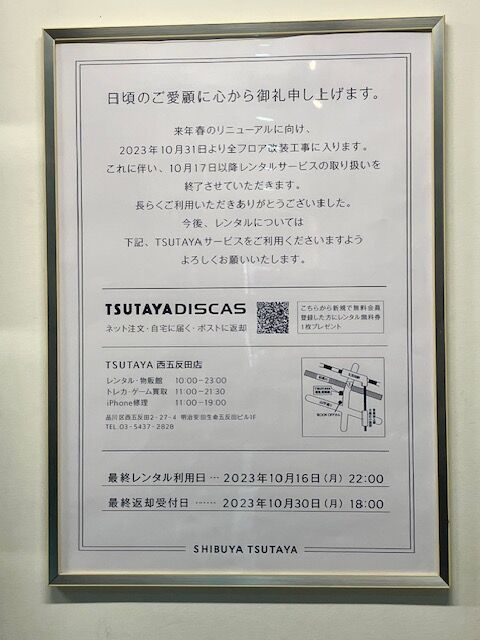 日頃のご愛顧に心から御礼申し上げます。
来年春のリニューアルに向け、
2023年10月31日より全フロア改装工事に入ります。
これに伴い、10月17日以降レンタルサービスの取り扱いを
終了させていただきます。
長らくご利用いただきありがとうございました。
今後、レンタルについては
下記、TSUTAYAサービスをご利用くださいますよう
よろしくお願いいたします。
TSUTAYA DISCAS
ネット注文・自宅に届く・ポストに返却
こちらから新規で無料会員
登録した方にレンタル無料券
1枚プレゼント
TSUTAYA 西五反田店
レンタル・物販館 10:00-23:00
トレカ・ゲーム買取 11:00-21:30
iPhone修理 11:00-19:00
品川区西五反田2-27-4 明治安田生命五反田ビル1F
TEL.03-5437-2828
BOOK OFF
最終レンタル利用日 … 2023年10月16日(月) 22:00
最終返却受付日 …… 2023年10月30日(月) 18:00
SHIBUYA TSUTAYA